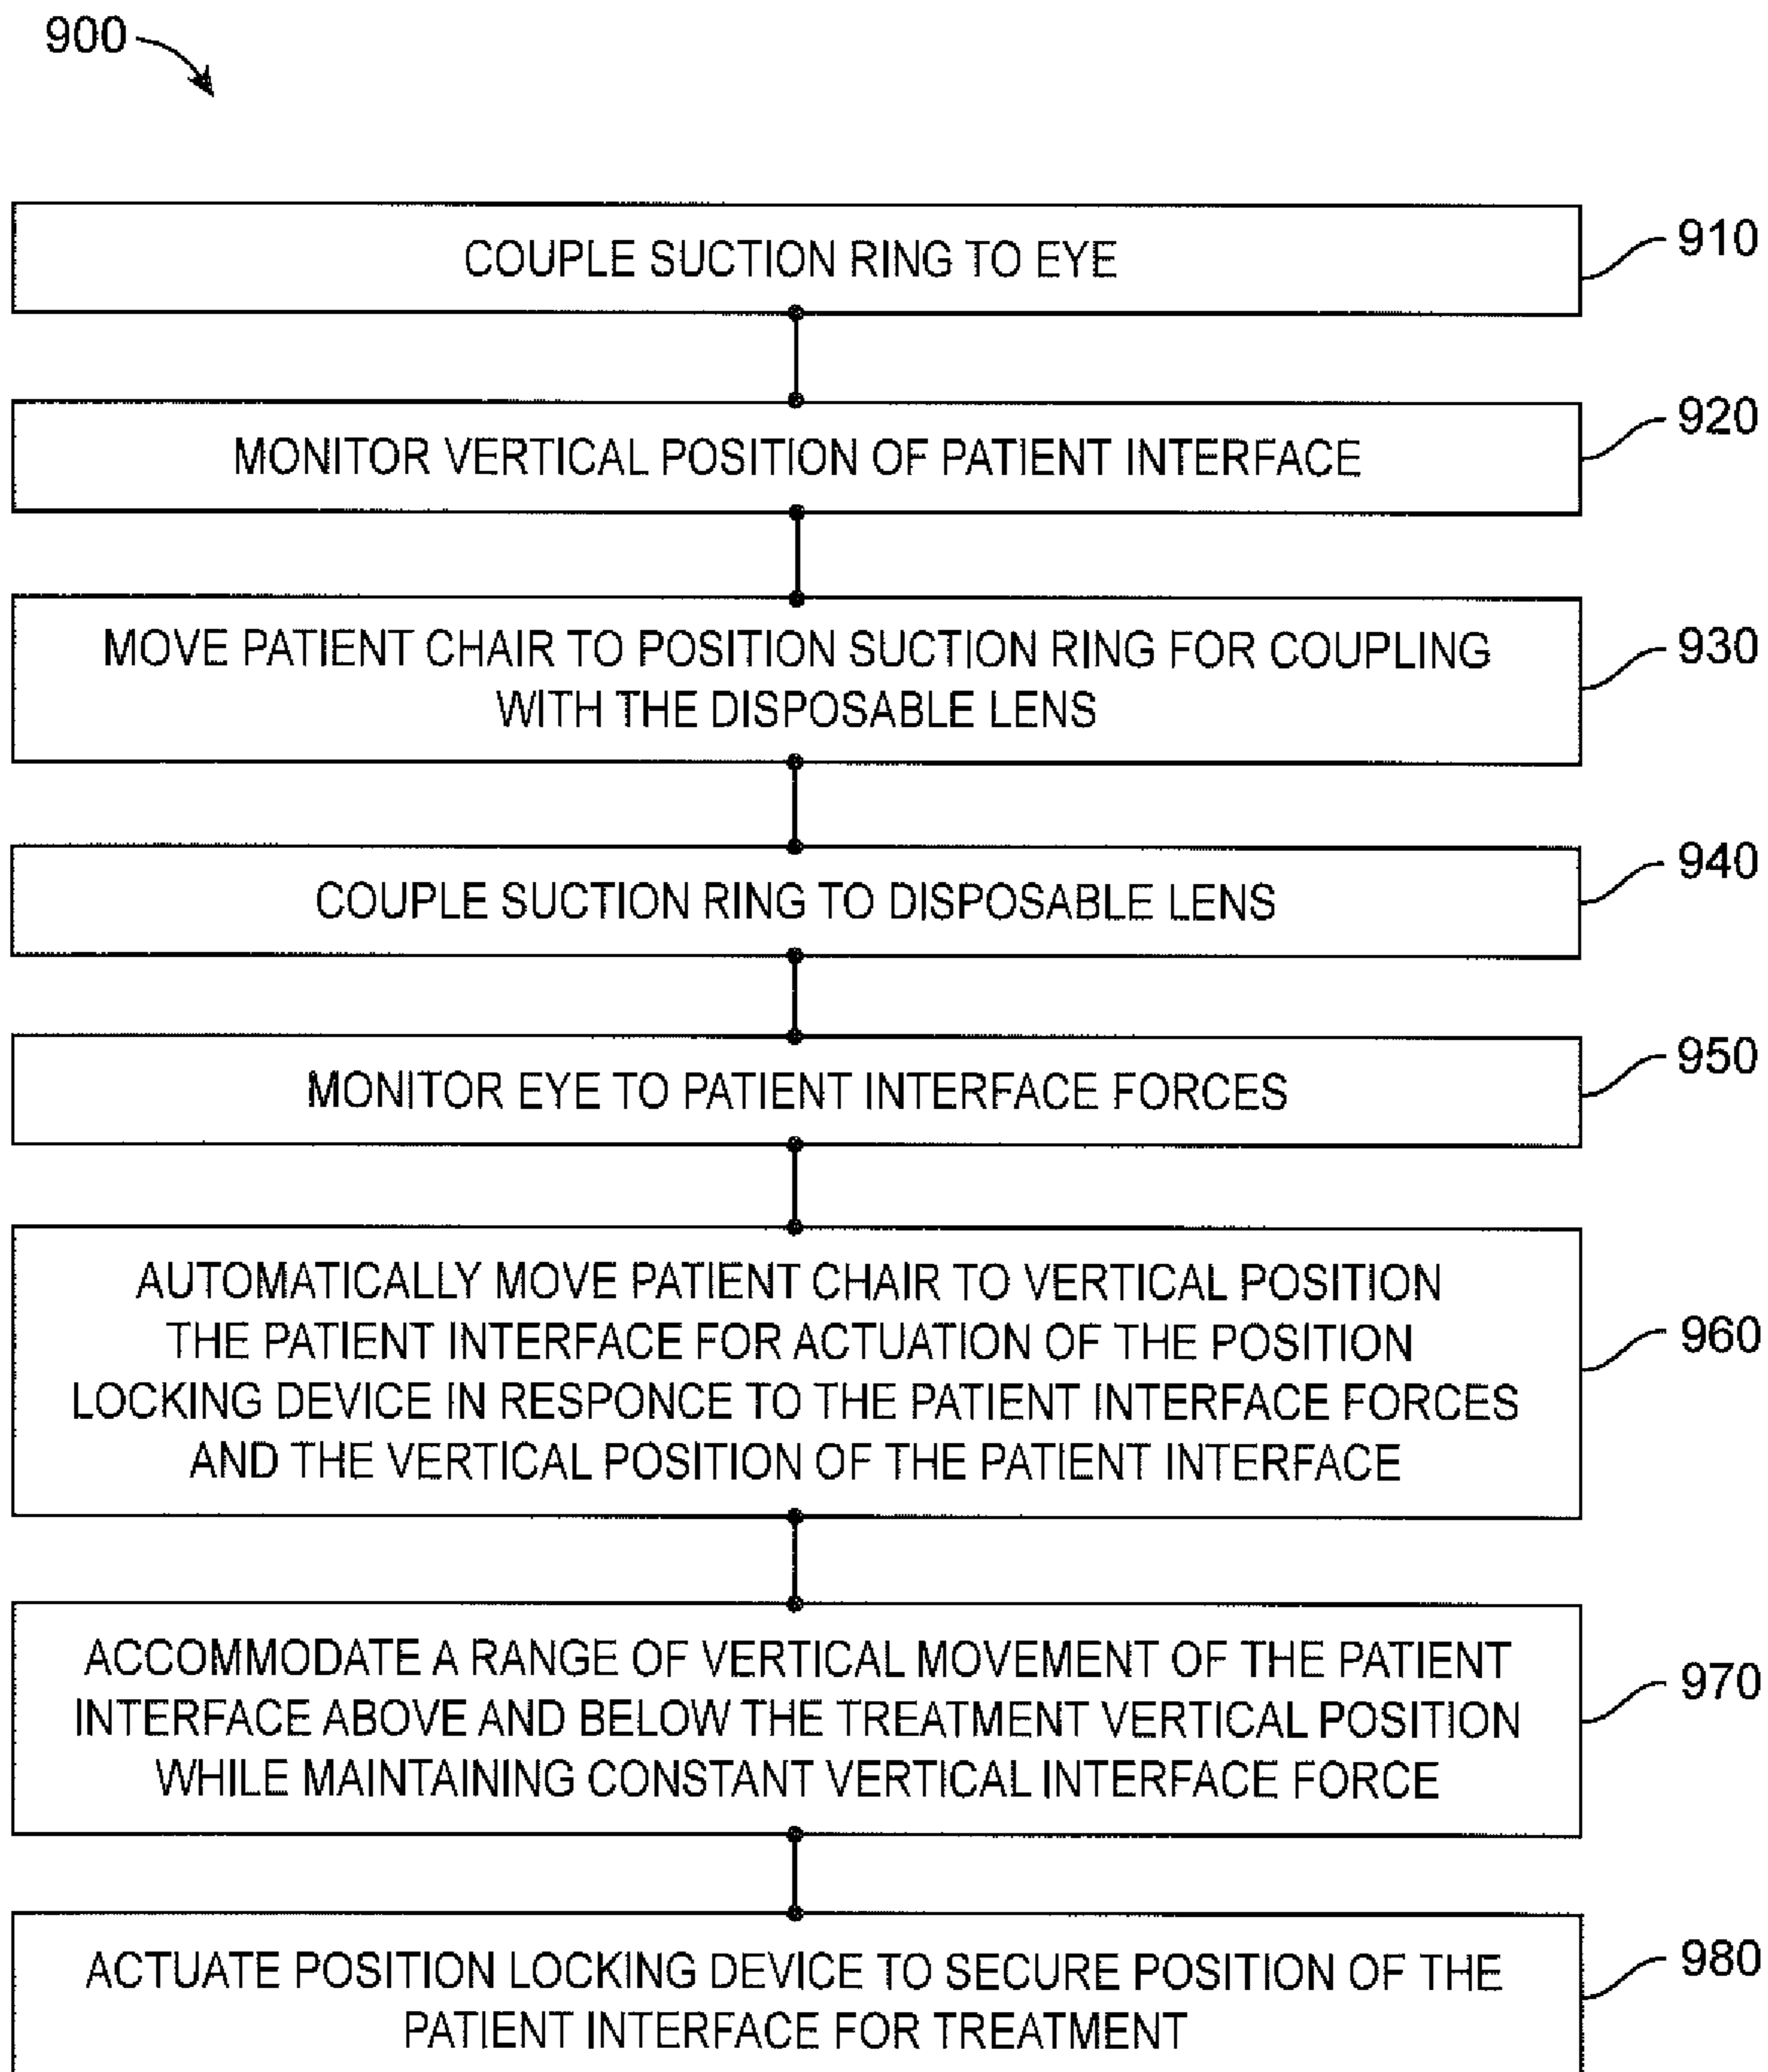 900
COUPLE SUCTION RING TO EYE
910
MONITOR VERTICAL POSITION OF PATIENT INTERFACE
920
MOVE PATIENT CHAIR TO POSITION SUCTION RING FOR COUPLING
WITH THE DISPOSABLE LENS
930
COUPLE SUCTION RING TO DISPOSABLE LENS
940
MONITOR EYE TO PATIENT INTERFACE FORCES
950
AUTOMATICALLY MOVE PATIENT CHAIR TO VERTICAL POSITION
THE PATIENT INTERFACE FOR ACTUATION OF THE POSITION
LOCKING DEVICE IN RESPONCE TO THE PATIENT INTERFACE FORCES
AND THE VERTICAL POSITION OF THE PATIENT INTERFACE
960
ACCOMMODATE A RANGE OF VERTICAL MOVEMENT OF THE PATIENT
INTERFACE ABOVE AND BELOW THE TREATMENT VERTICAL POSITION
WHILE MAINTAINING CONSTANT VERTICAL INTERFACE FORCE
970
ACTUATE POSITION LOCKING DEVICE TO SECURE POSITION OF THE
PATIENT INTERFACE FOR TREATMENT
980